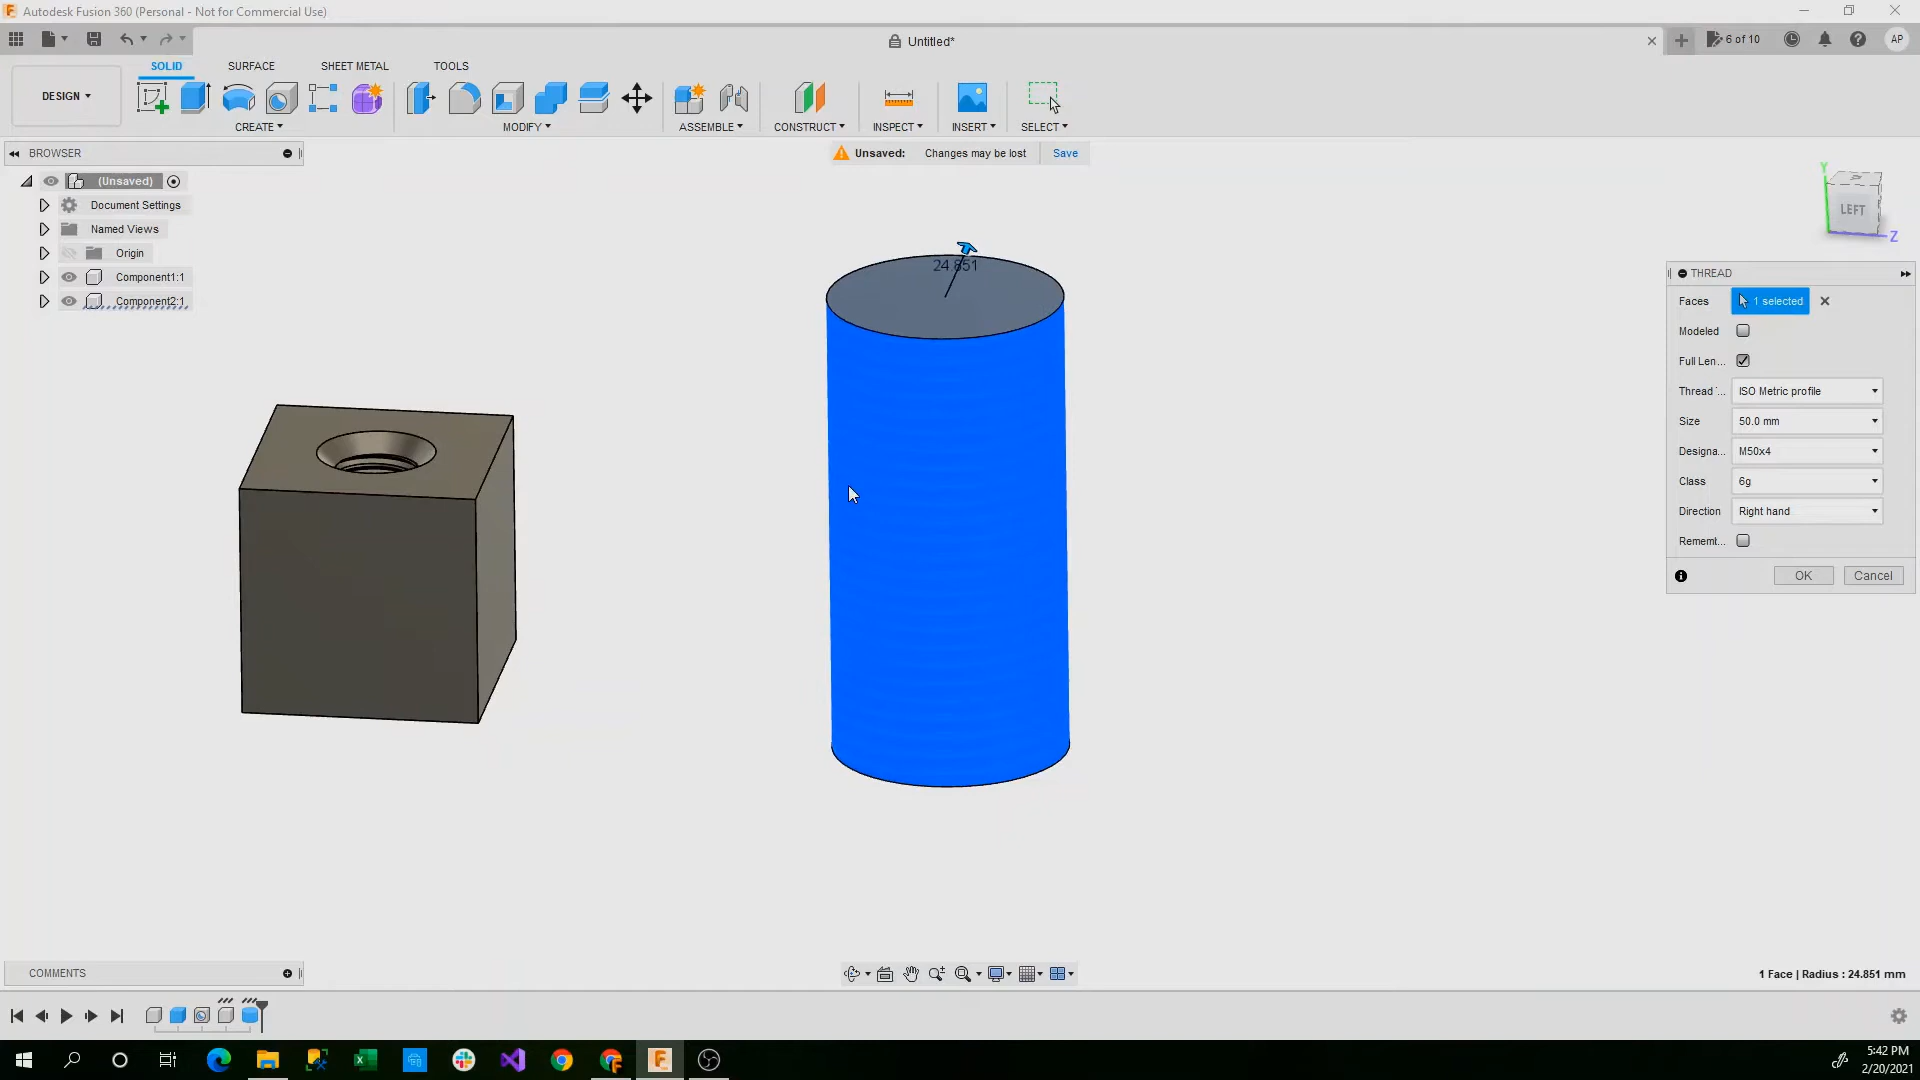 Autodesk Fusion 360 (Personal - Not for Commercial Use)
Untitled*
6 of 10
AP
SOLID
SURFACE
SHEET METAL
TOOLS
DESIGN
CREATE
MODIFY
ASSEMBLE
CONSTRUCT
INSPECT
INSERT
SELECT
BROWSER
Unsaved: Changes may be lost
Save
(Unsaved)
Document Settings
Named Views
Origin
Component1:1
Component2:1
24.851
Y
LEFT
Z
THREAD
Faces 1 selected
Modeled
Full Len...
Thread ... ISO Metric profile
Size 50.0 mm
Designa... M50x4
Class 6g
Direction Right hand
Rememt...
OK
Cancel
COMMENTS
1 Face | Radius : 24.851 mm
5:42 PM
2/20/2021